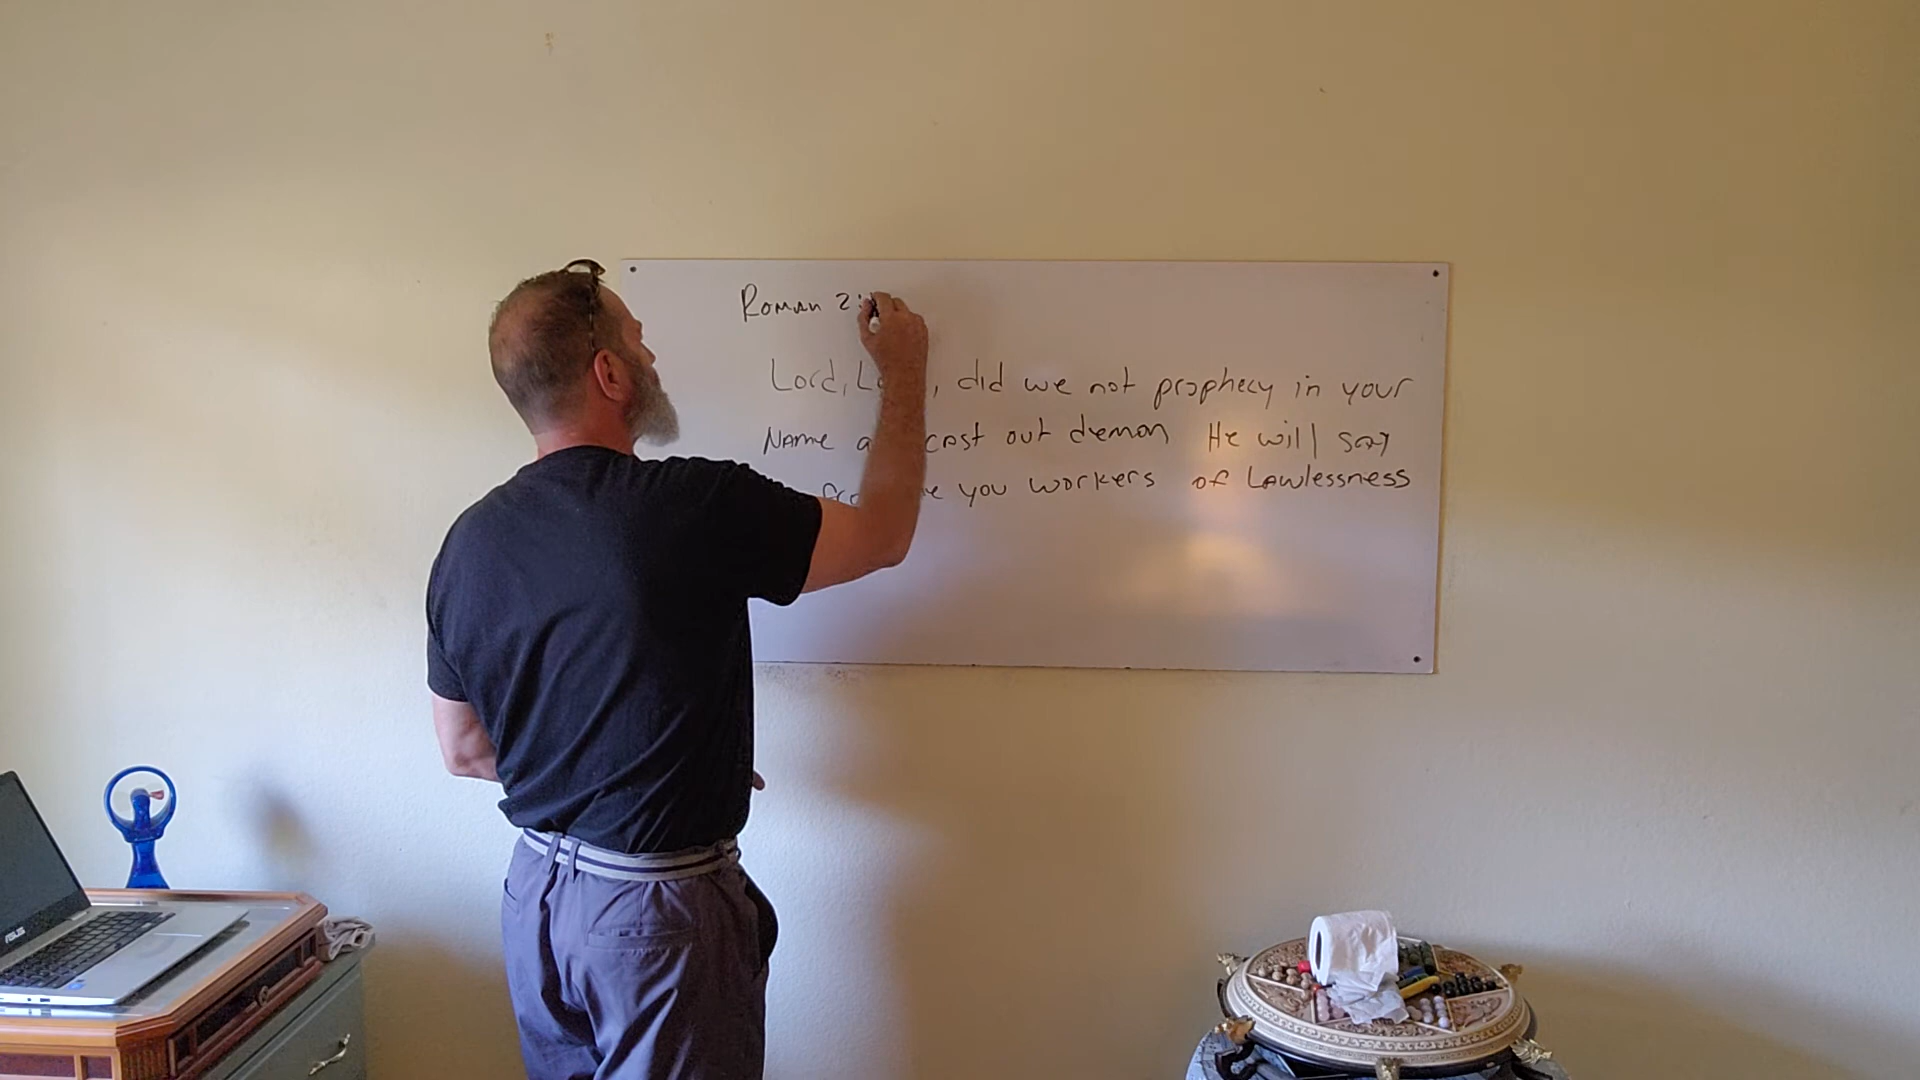 Roman 2:
Lord, L , did we not prophecy in your
Name a cast out demon He will say
you workers of Lawlessness
ASUS